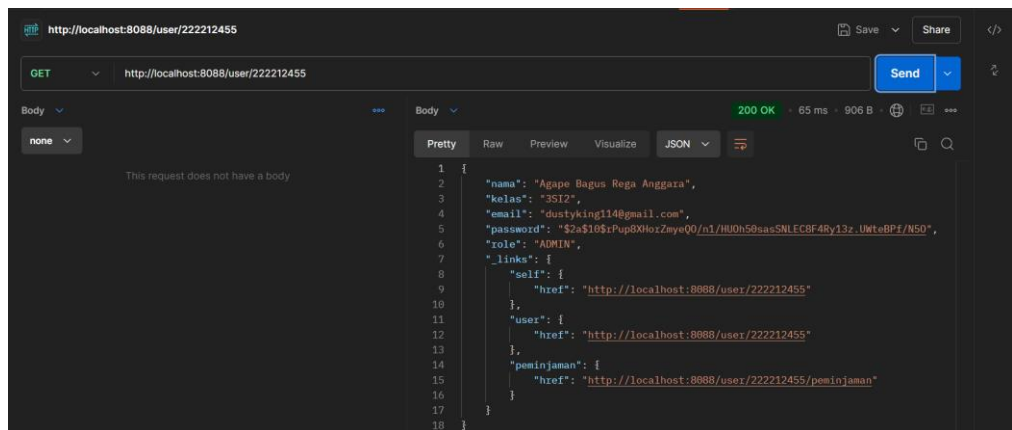 HTTP http://localhost:8088/user/222212455
Save Share
GET http://localhost:8088/user/222212455 Send
Body Body 200 OK 65 ms 906 B
none Pretty Raw Preview Visualize JSON
This request does not have a body
1 {
2 "nama": "Agape Bagus Rega Anggara",
3 "kelas": "3SI2",
4 "email": "dustyking114@gmail.com",
5 "password": "$2a$10$rPup8XHorZmyeQO/n1/HUOh50sasSNLEC8F4Ry13z.UWteBPf/N5O",
6 "role": "ADMIN",
7 "_links": {
8 "self": {
9 "href": "http://localhost:8088/user/222212455"
10 },
11 "user": {
12 "href": "http://localhost:8088/user/222212455"
13 },
14 "peminjaman": {
15 "href": "http://localhost:8088/user/222212455/peminjaman"
16 }
17 }
18 }